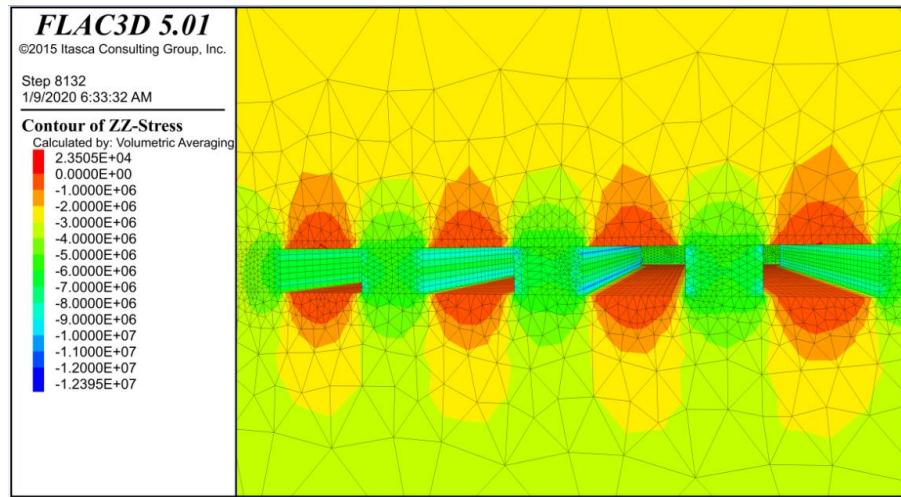 FLAC3D 5.01
©2015 Itasca Consulting Group, Inc.
Step 8132
1/9/2020 6:33:32 AM
Contour of ZZ-Stress
Calculated by: Volumetric Averaging
2.3505E+04
0.0000E+00
-1.0000E+06
-2.0000E+06
-3.0000E+06
-4.0000E+06
-5.0000E+06
-6.0000E+06
-7.0000E+06
-8.0000E+06
-9.0000E+06
-1.0000E+07
-1.1000E+07
-1.2000E+07
-1.2395E+07